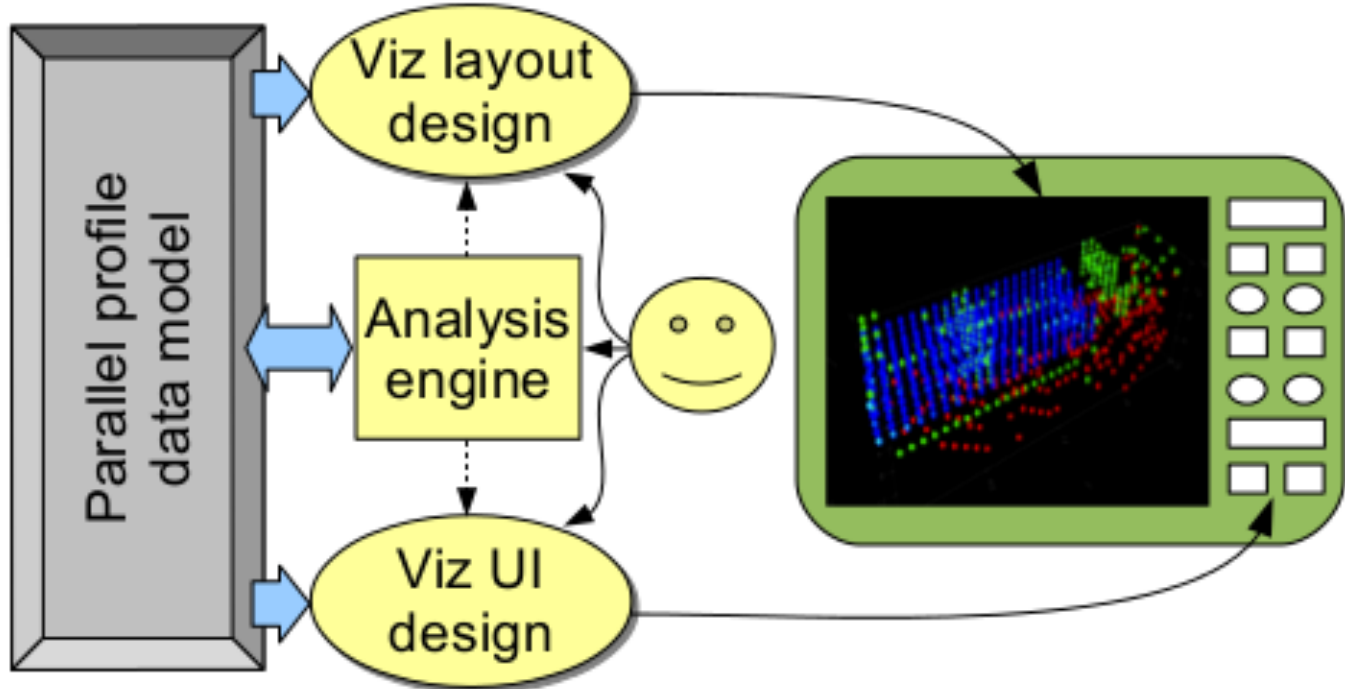 Parallel profile
data model
Viz layout
design
Analysis
engine
Viz UI
design